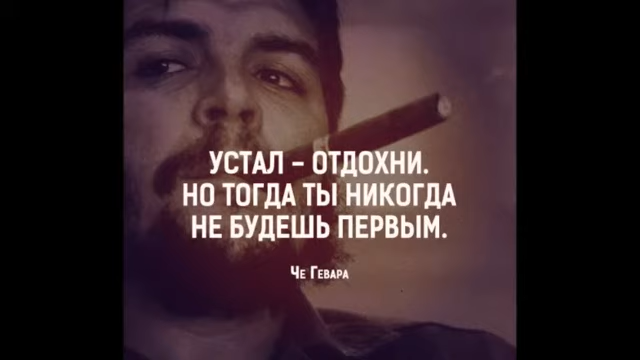 УСТАЛ – ОТДОХНИ.
НО ТОГДА ТЫ НИКОГДА
НЕ БУДЕШЬ ПЕРВЫМ.
Че Гевара